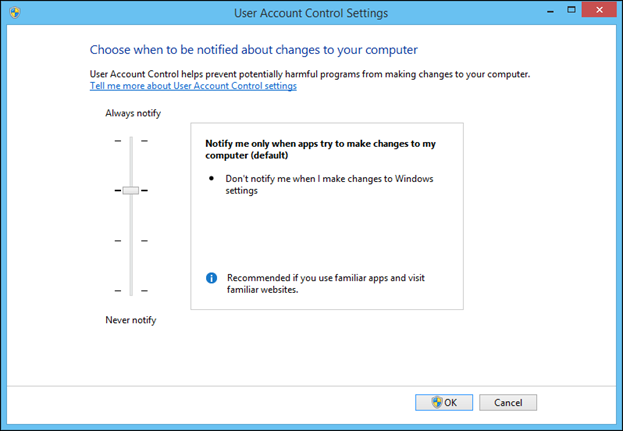 User Account Control Settings
Choose when to be notified about changes to your computer
User Account Control helps prevent potentially harmful programs from making changes to your computer.
Tell me more about User Account Control settings
Always notify
Notify me only when apps try to make changes to my
computer (default)
• Don't notify me when I make changes to Windows
settings
Recommended if you use familiar apps and visit
familiar websites.
Never notify
OK
Cancel